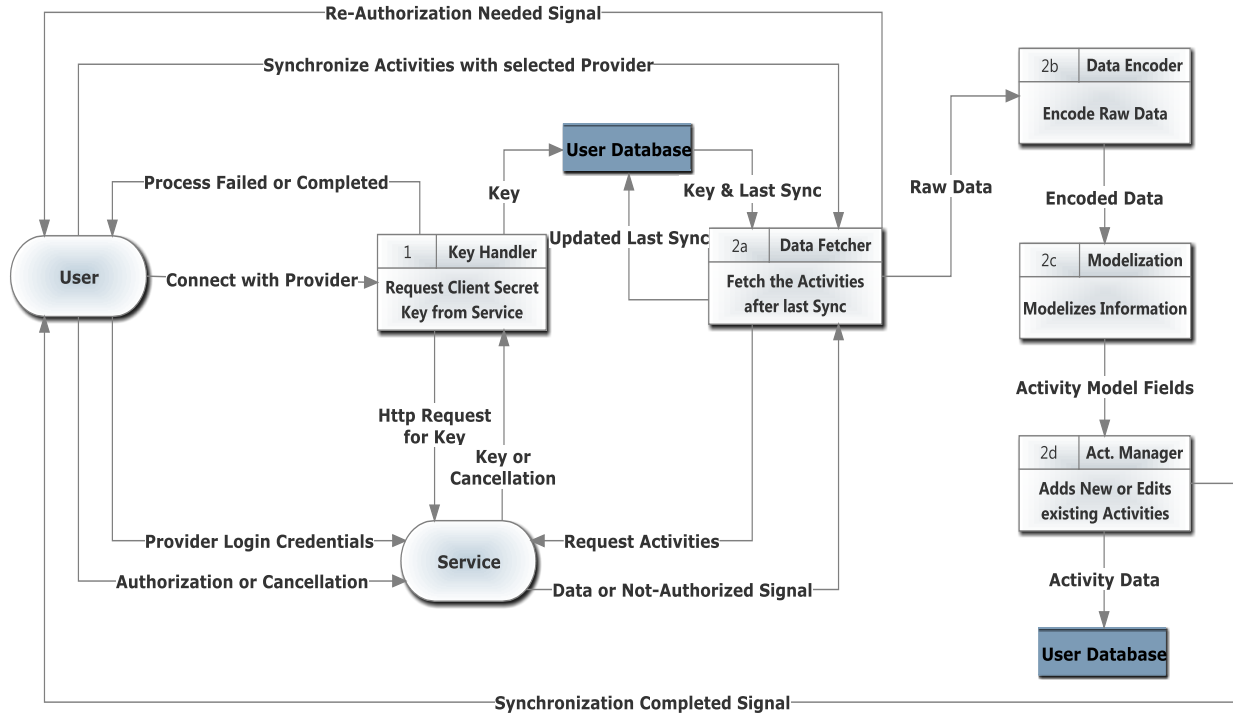 Re-Authorization Needed Signal
Synchronize Activities with selected Provider
2b
Data Encoder
Encode Raw Data
User Database
Process Failed or Completed
Key
Key & Last Sync
Raw Data
Encoded Data
Updated Last Sync
User
Connect with Provider
1
Key Handler
Request Client Secret
Key from Service
2a
Data Fetcher
Fetch the Activities
after last Sync
2c
Modelization
Modelizes Information
Activity Model Fields
Http Request
for Key
Key or
Cancellation
2d
Act. Manager
Adds New or Edits
existing Activities
Provider Login Credentials
Authorization or Cancellation
Service
Request Activities
Data or Not-Authorized Signal
Activity Data
User Database
Synchronization Completed Signal